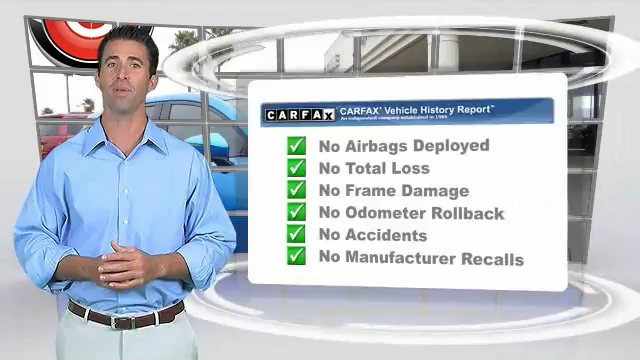 CARFAX CARFAX Vehicle History Report™
An independent company established in 1986
No Airbags Deployed
No Total Loss
No Frame Damage
No Odometer Rollback
No Accidents
No Manufacturer Recalls